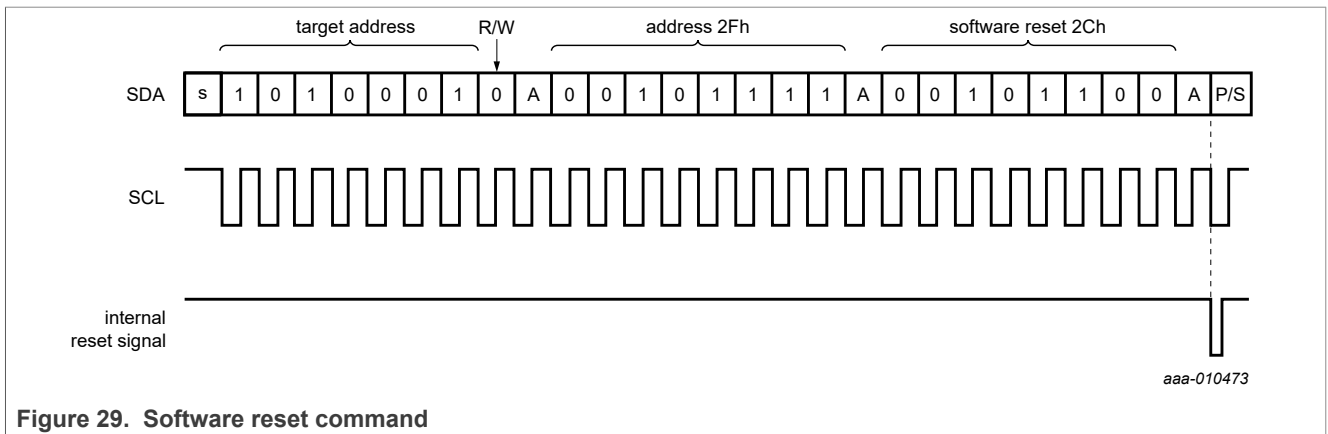 target address R/W address 2Fh software reset 2Ch
SDA s 1 0 1 0 0 0 1 0 A 0 0 1 0 1 1 1 1 A 0 0 1 0 1 1 0 0 A P/S
SCL
internal
reset signal
aaa-010473
Figure 29. Software reset command